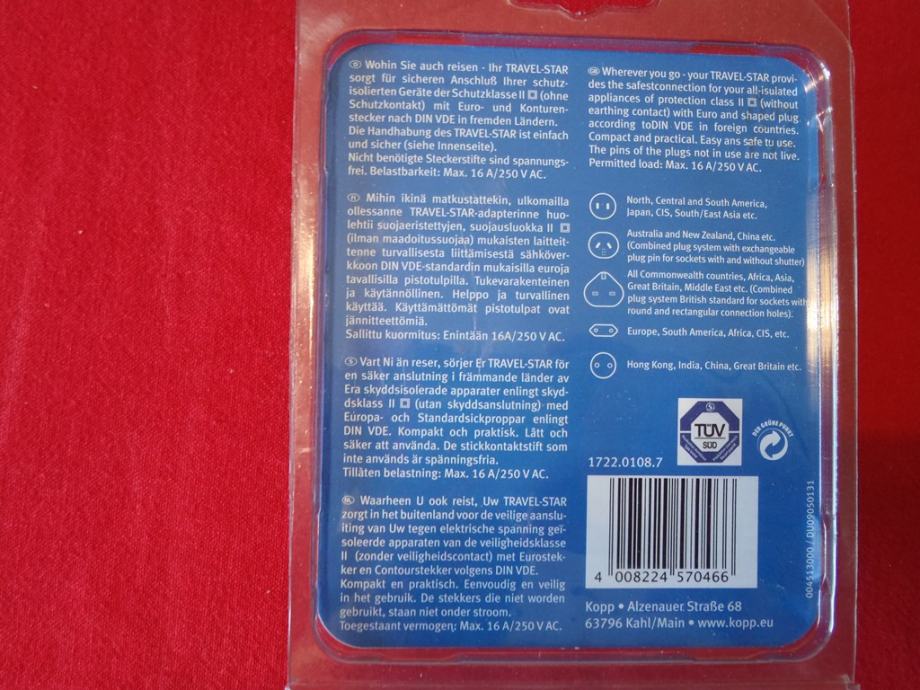 D Wohin Sie auch reisen - Ihr TRAVEL-STAR
sorgt für sicheren Anschluß Ihrer schutz-
isolierten Geräte der Schutzklasse II (ohne
Schutzkontakt) mit Euro- und Konturen-
stecker nach DIN VDE in fremden Ländern.
Die Handhabung des TRAVEL-STAR ist einfach
und sicher (siehe Innenseite).
Nicht benötigte Steckerstifte sind spannungs-
frei. Belastbarkeit: Max. 16 A/250 V AC.
Mihin ikinä matkustattekin, ulkomailla
ollessanne TRAVEL-STAR-adapterinne huo-
lehtii suojaeristettyjen, suojausluokka II
(ilman maadoitussuojaa) mukaisten laitteit-
tenne turvallisesta liittämisestä sähköver-
kkoon DIN VDE-standardin mukaisilla euroja
tavallisilla pistotulpilla. Tukevarakenteinen
ja käytännöllinen. Helppo ja turvallinen
käyttää. Käyttämättömät pistotulpat ovat
jännitteettömiä.
Sallittu kuormitus: Enintään 16A/250 V AC.
S Vart Ni än reser, sörjer Er TRAVEL-STAR för
en säker anslutning i främmande länder av
Era skyddsisolerade apparater enlingt skyd-
dsklass II (utan skyddsanslutning) med
Europa- och Standardsickproppar enlingt
DIN VDE. Kompakt och praktisk. Lätt och
säker att använda. De stickkontaktstift som
inte används är spänningsfria.
Tillåten belastning: Max. 16 A/250 V AC.
NL Waarheen U ook reist, Uw TRAVEL-STAR
zorgt in het buitenland voor de veilige aanslu-
iting van Uw tegen elektrische spanning geï-
soleerde apparaten van de veiligheidsklasse
II (zonder veiligheidscontact) met Eurostek-
ker en Contourstekker volgens DIN VDE.
Kompakt en praktisch. Eenvoudig en veilig
in het gebruik. De stekkers die niet worden
gebruikt, staan niet onder stroom.
Toegestaant vermogen: Max. 16 A/250 V AC.
GB Wherever you go - your TRAVEL-STAR provi-
des the safestconnection for your all-isulated
appliances of protection class II (without
earthing contact) with Euro and shaped plug
according toDIN VDE in foreign countries.
Compact and practical. Easy ans safe tu use.
The pins of the plugs not in use are not live.
Permitted load: Max. 16 A/250 V AC.
North, Central and South America,
Japan, CIS, South/East Asia etc.
Australia and New Zealand, China etc.
(Combined plug system with exchangeable
plug pin for sockets with and without shutter)
All Commonwealth countries, Africa, Asia,
Great Britain, Middle East etc. (Combined
plug system British standard for sockets with
round and rectangular connection holes).
Europe, South America, Africa, CIS, etc.
Hong Kong, India, China, Great Britain etc.
S
TÜV
SÜD
DER GRÜNE PUNKT
1722.0108.7
4 008224 570466
004513000 / DU09050131
Kopp • Alzenauer Straße 68
63796 Kahl/Main • www.kopp.eu